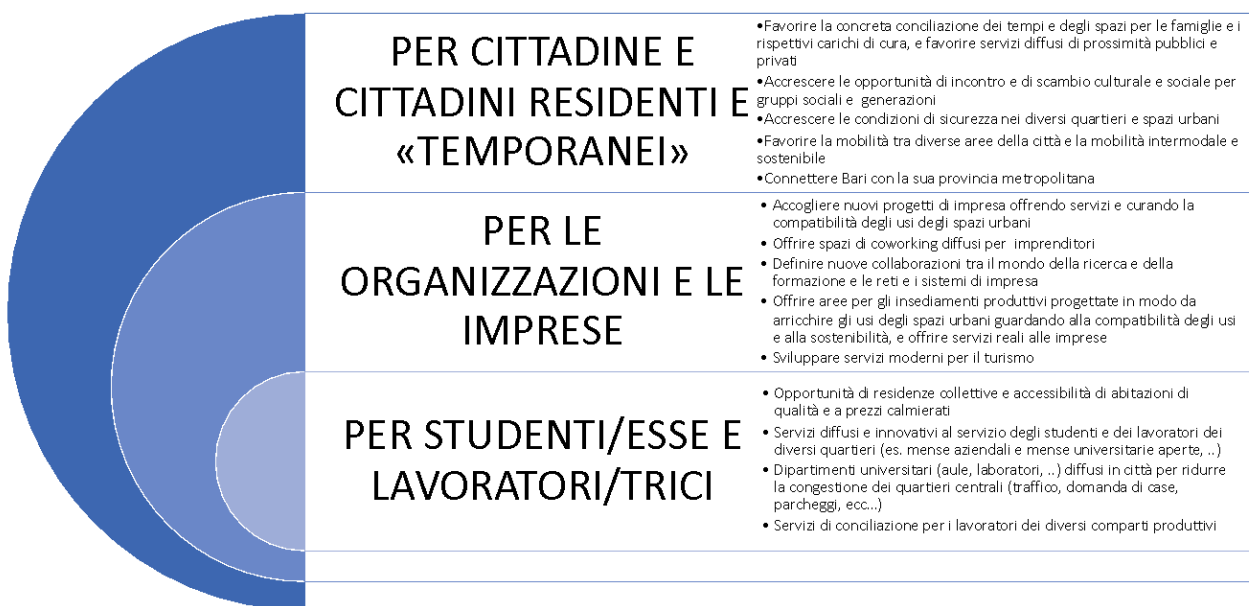 PER CITTADINE E
CITTADINI RESIDENTI E
«TEMPORANEI»
•Favorire la concreta conciliazione dei tempi e degli spazi per le famiglie e i
rispettivi carichi di cura, e favorire servizi diffusi di prossimità pubblici e
privati
•Accrescere le opportunità di incontro e di scambio culturale e sociale per
gruppi sociali e generazioni
•Accrescere le condizioni di sicurezza nei diversi quartieri e spazi urbani
•Favorire la mobilità tra diverse aree della città e la mobilità intermodale e
sostenibile
•Connettere Bari con la sua provincia metropolitana
PER LE
ORGANIZZAZIONI E LE
IMPRESE
• Accogliere nuovi progetti di impresa offrendo servizi e curando la
compatibilità degli usi degli spazi urbani
• Offrire spazi di coworking diffusi per imprenditori
• Definire nuove collaborazioni tra il mondo della ricerca e della
formazione e le reti e i sistemi di impresa
• Offrire aree per gli insediamenti produttivi progettate in modo da
arricchire gli usi degli spazi urbani guardando alla compatibilità degli usi
e alla sostenibilità, e offrire servizi reali alle imprese
• Sviluppare servizi moderni per il turismo
PER STUDENTI/ESSE E
LAVORATORI/TRICI
• Opportunità di residenze collettive e accessibilità di abitazioni di
qualità e a prezzi calmierati
• Servizi diffusi e innovativi al servizio degli studenti e dei lavoratori dei
diversi quartieri (es. mense aziendali e mense universitarie aperte, ..)
• Dipartimenti universitari (aule, laboratori, ..) diffusi in città per ridurre
la congestione dei quartieri centrali (traffico, domanda di case,
parcheggi, ecc...)
• Servizi di conciliazione per i lavoratori dei diversi comparti produttivi